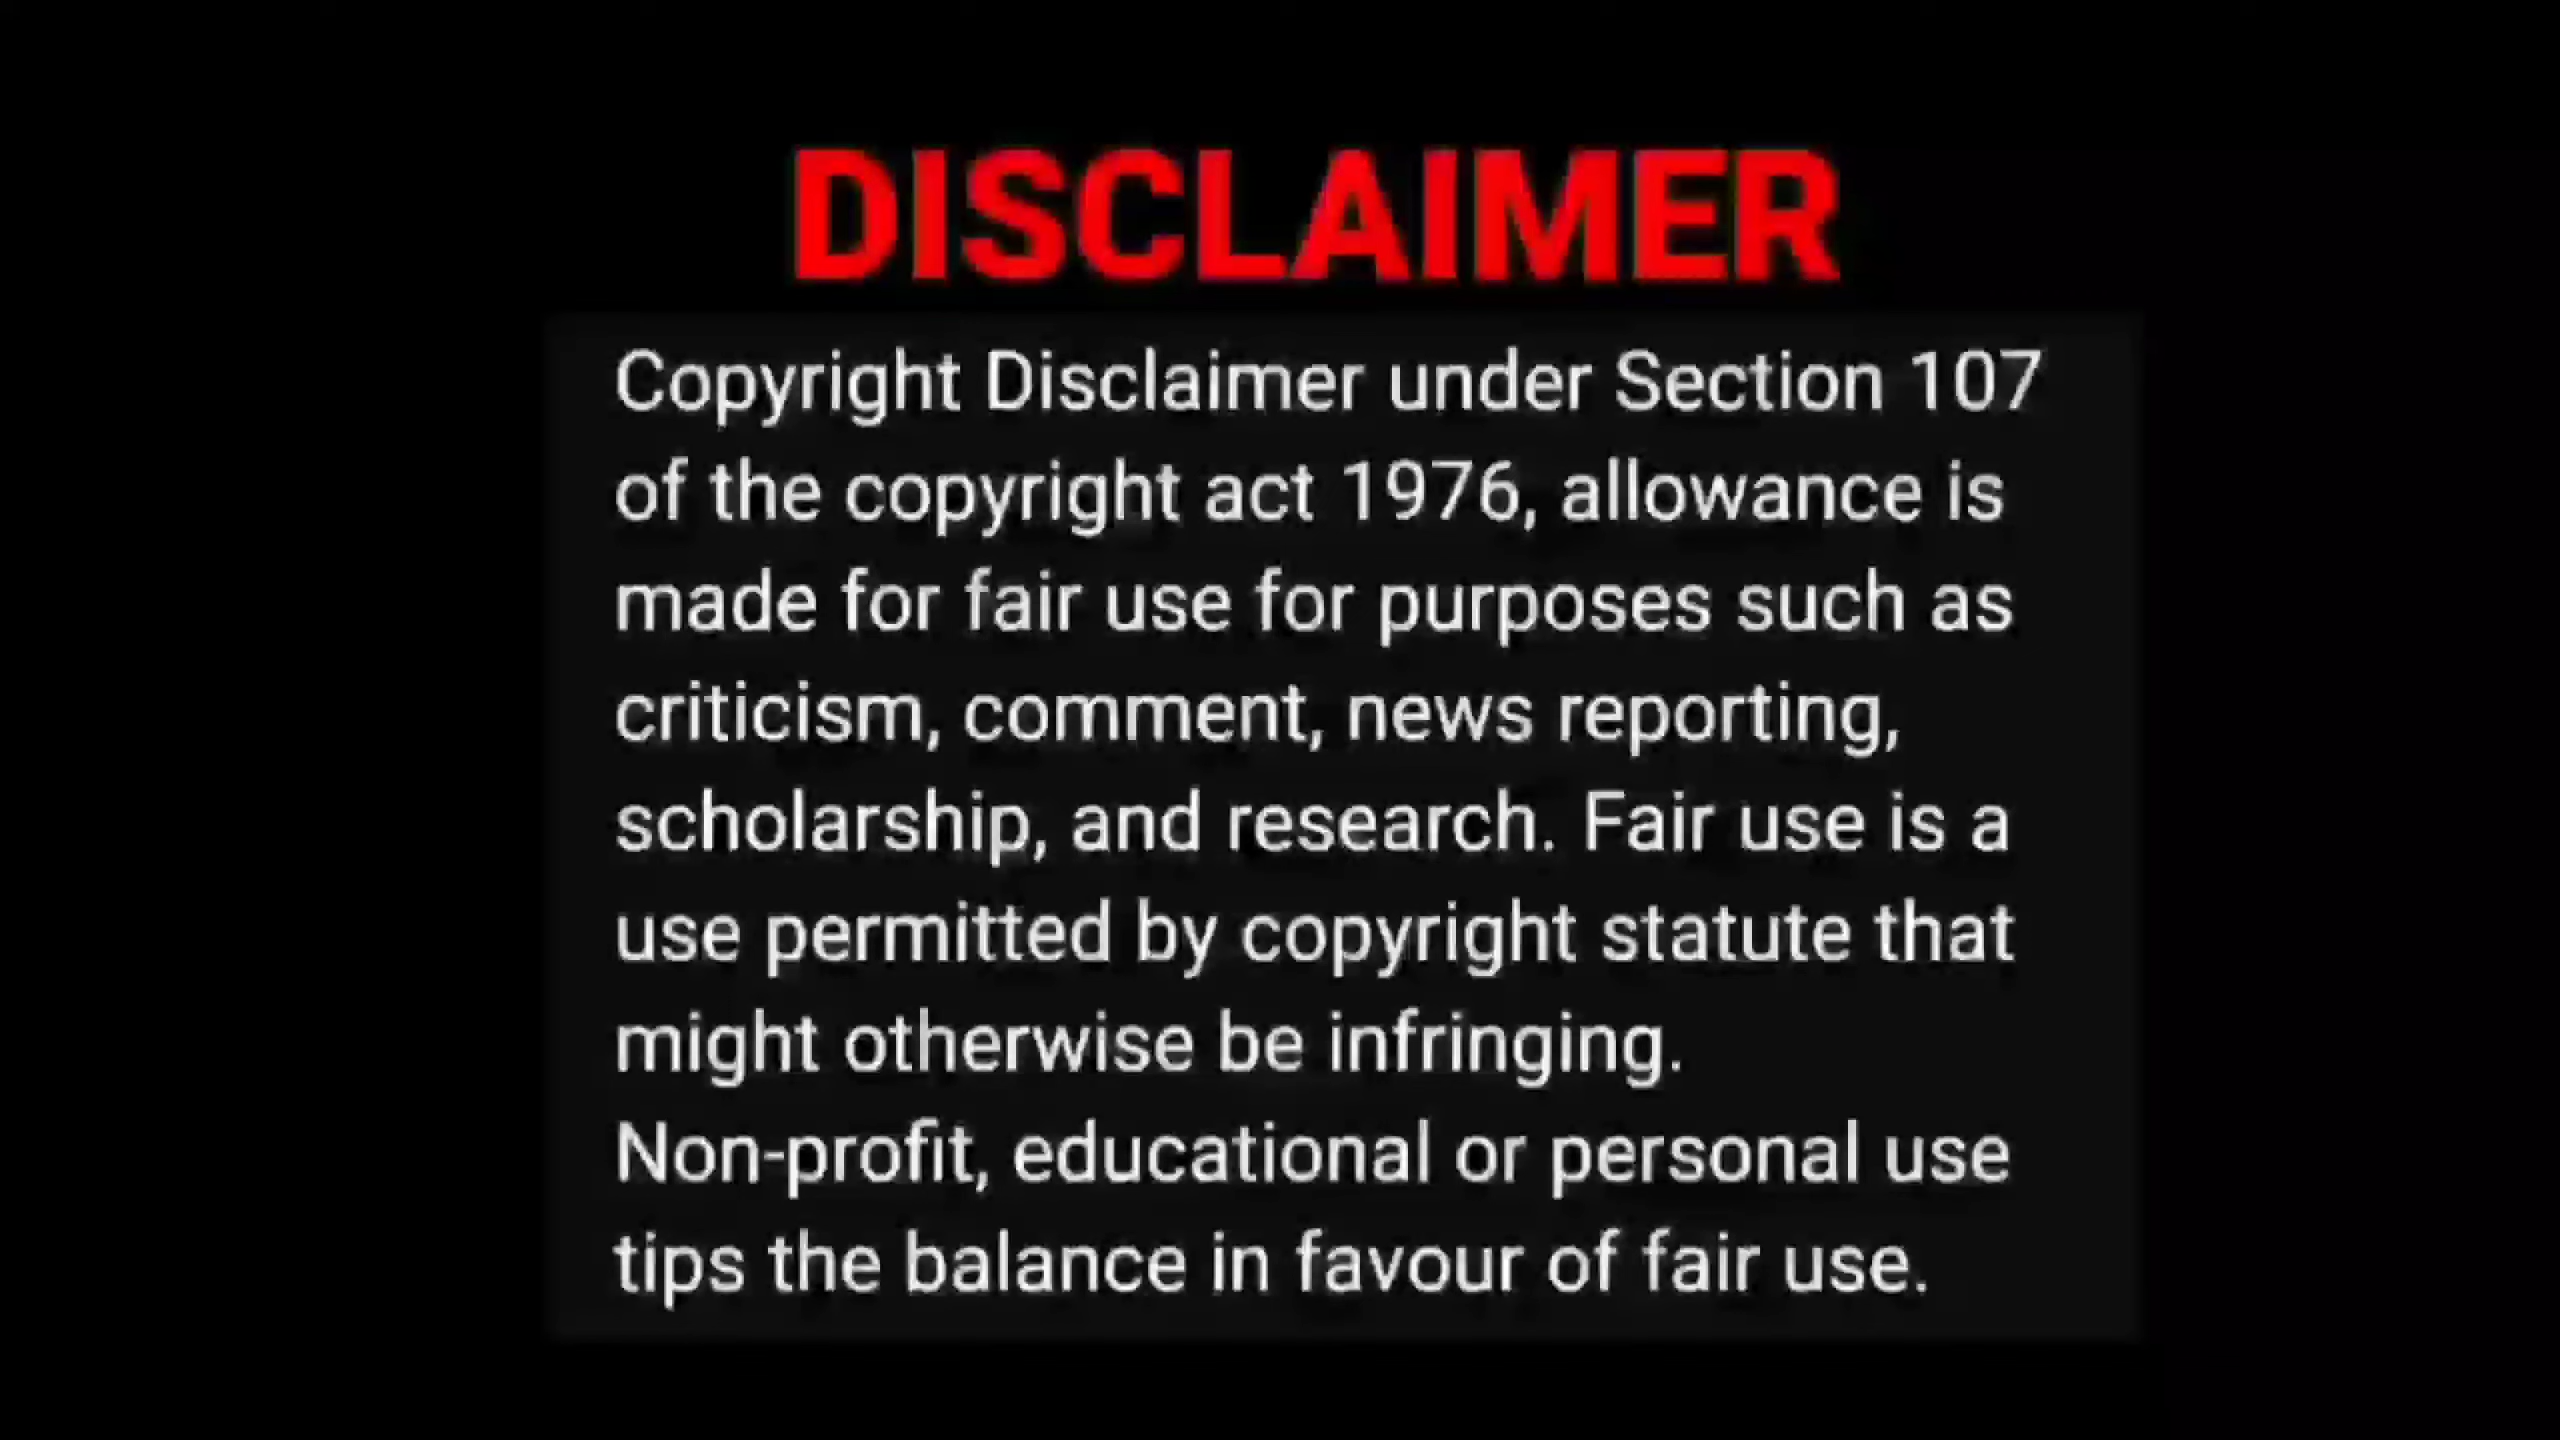 DISCLAIMER
Copyright Disclaimer under Section 107
of the copyright act 1976, allowance is
made for fair use for purposes such as
criticism, comment, news reporting,
scholarship, and research. Fair use is a
use permitted by copyright statute that
might otherwise be infringing.
Non-profit, educational or personal use
tips the balance in favour of fair use.